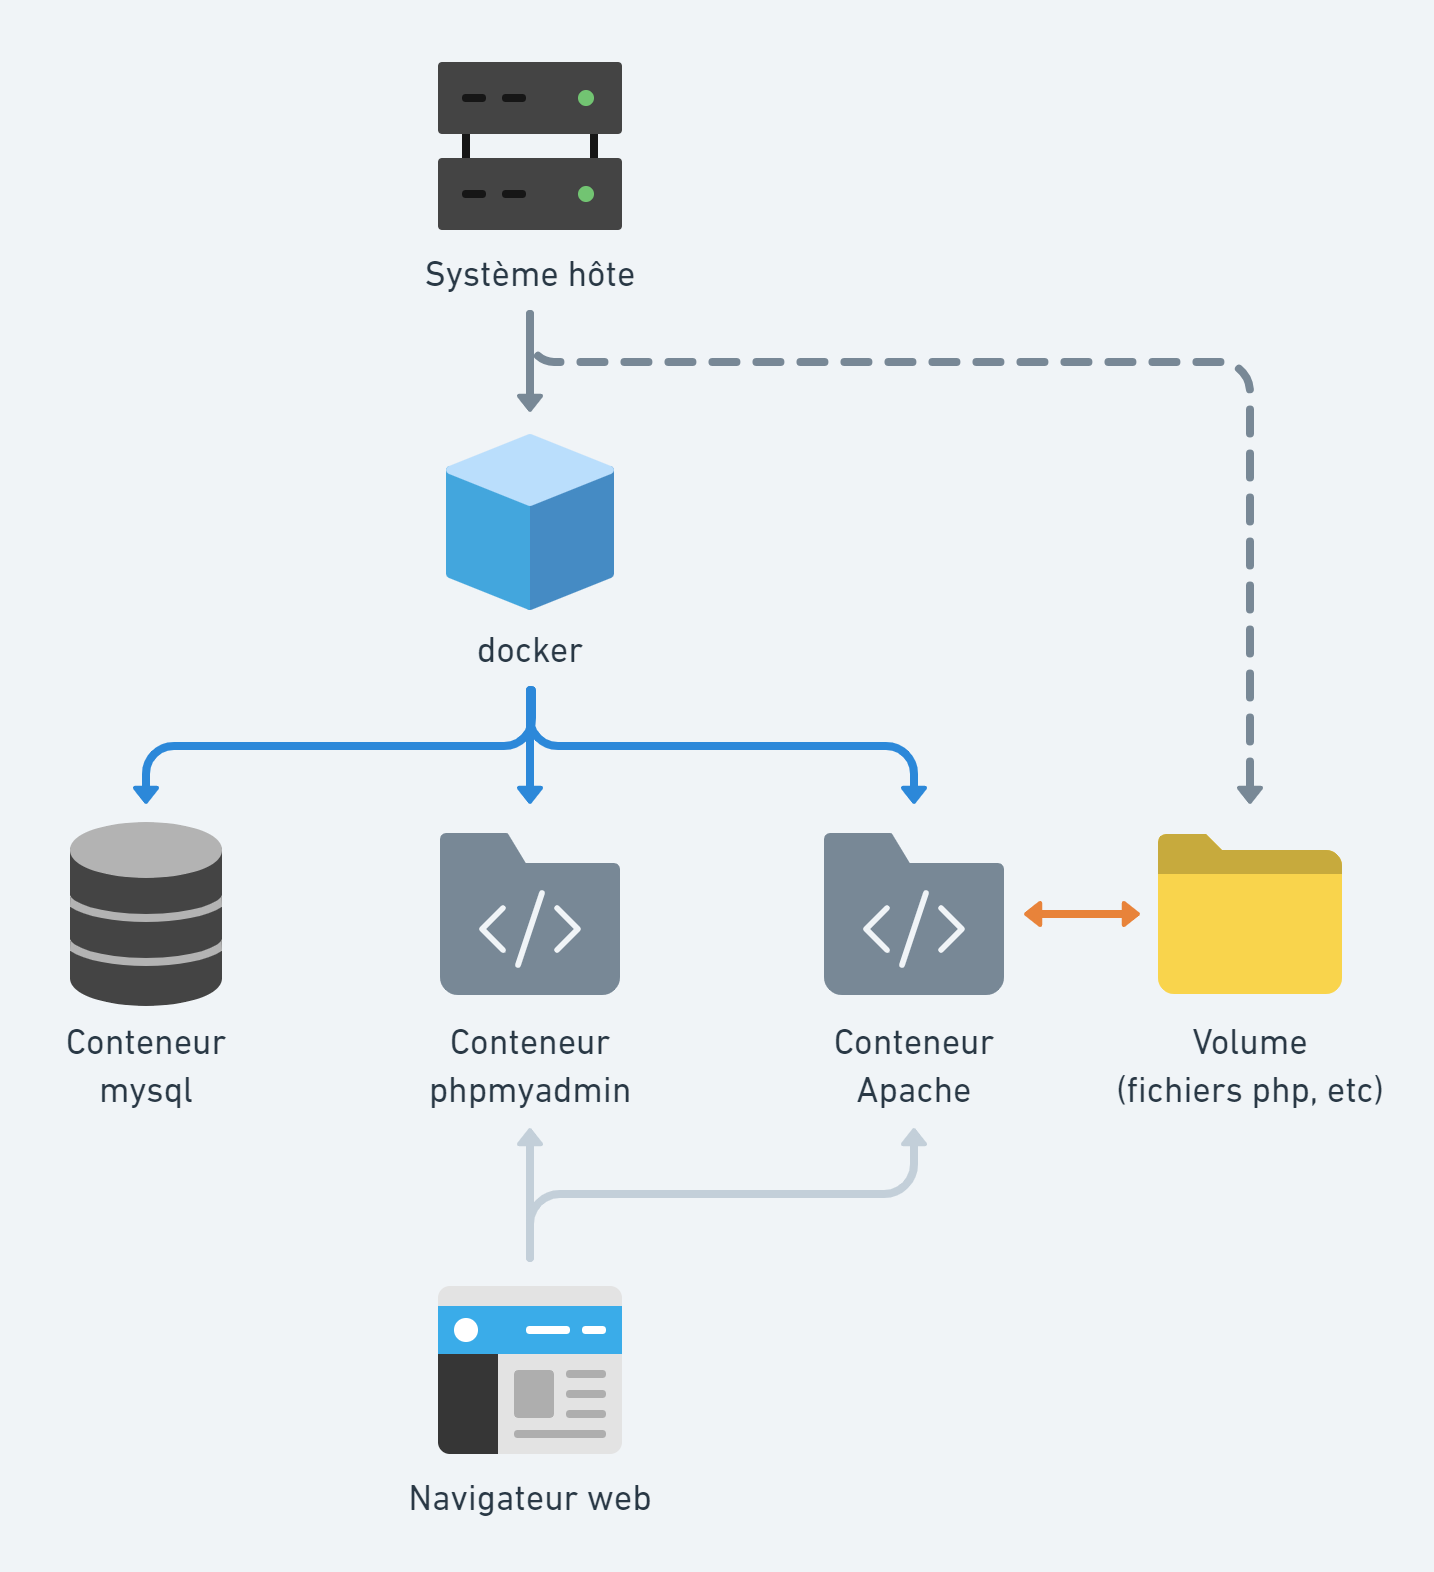 Système hôte
docker
Conteneur
mysql
Conteneur
phpmyadmin
Conteneur
Apache
Volume
(fichiers php, etc)
Navigateur web